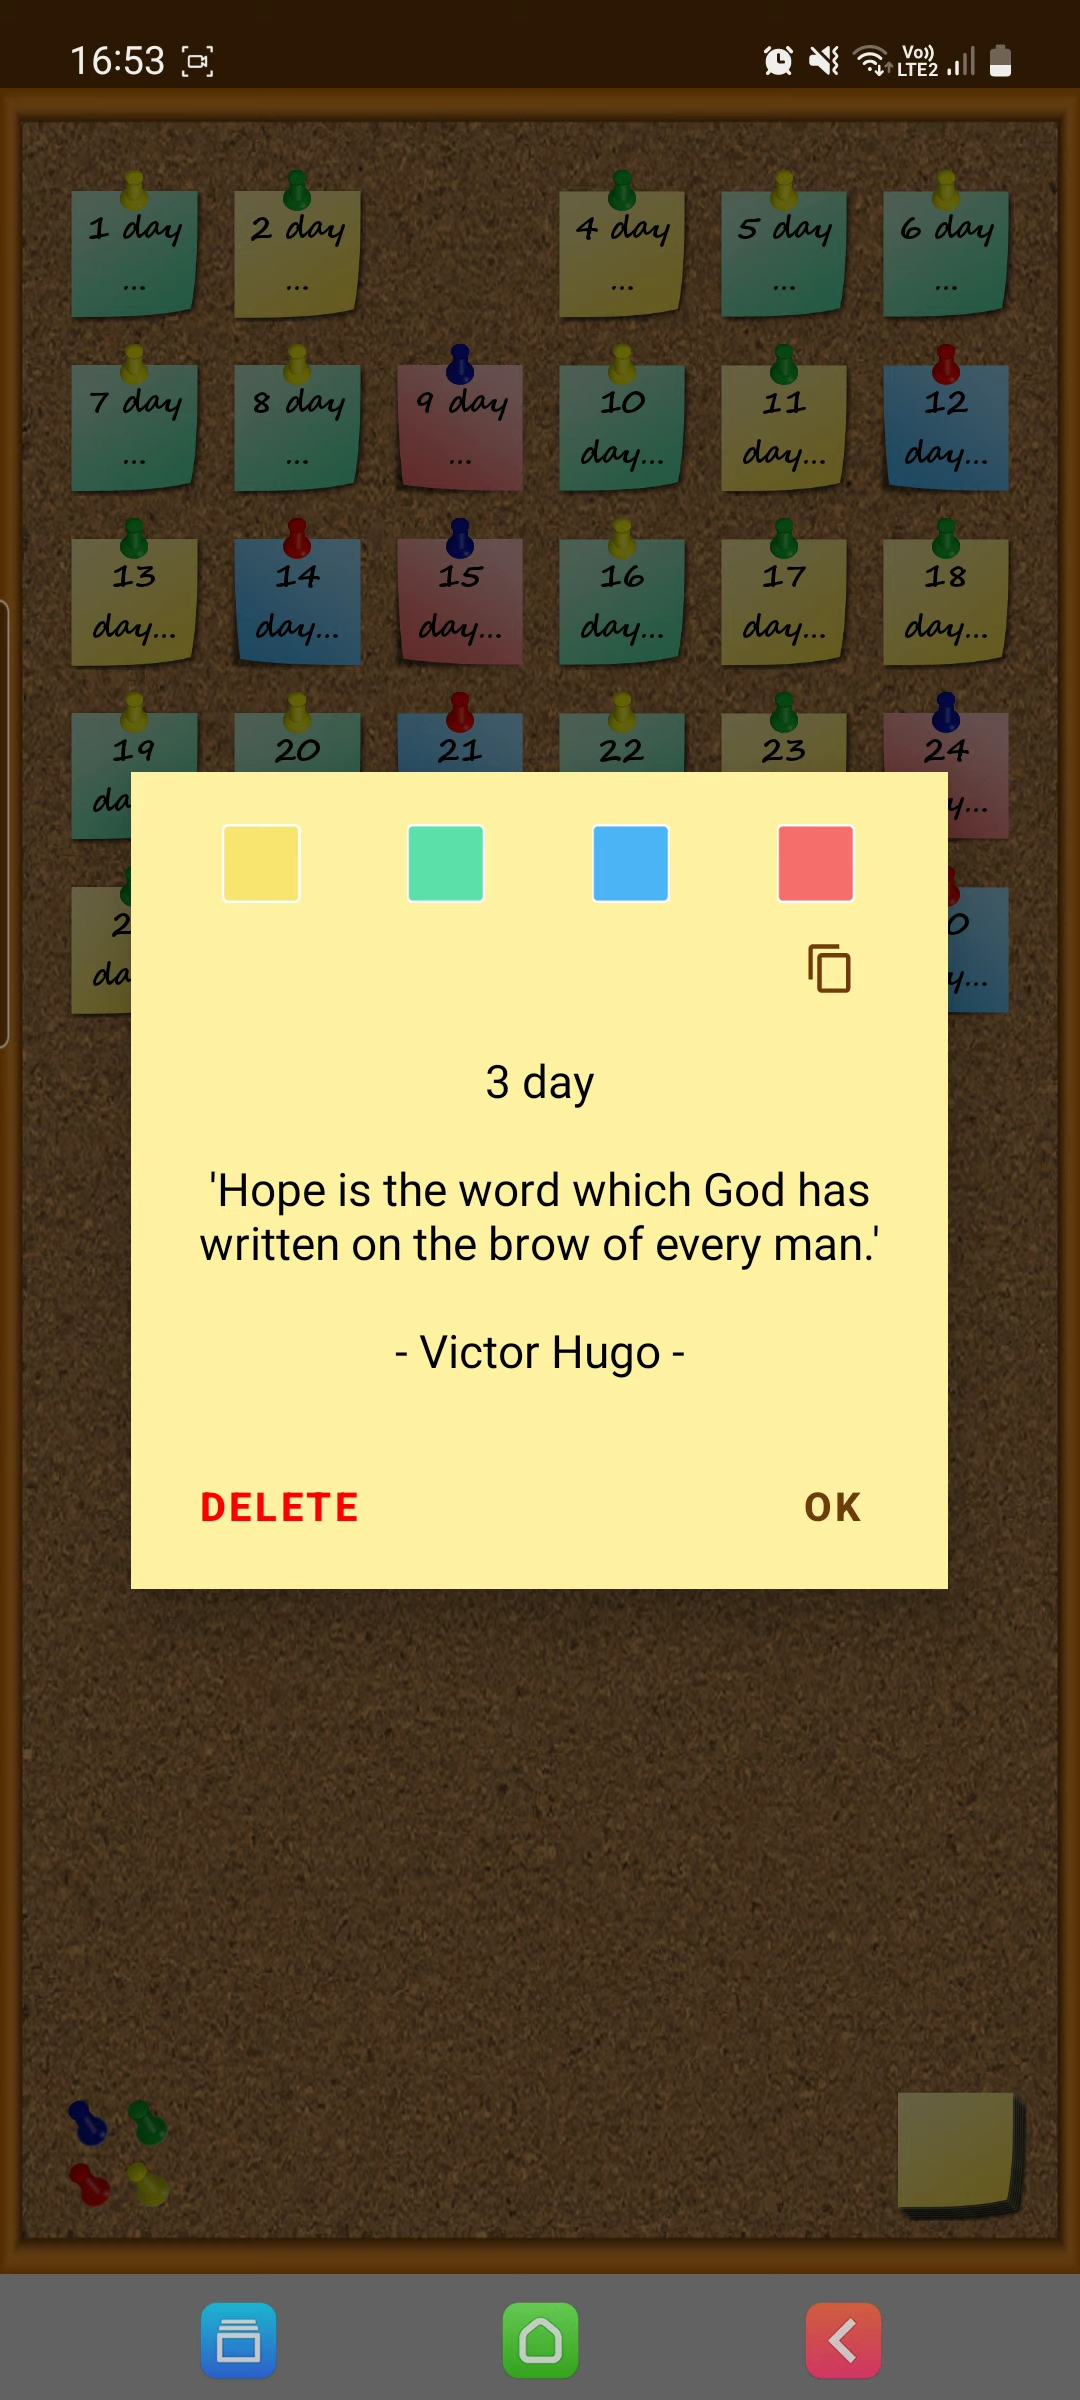 16:53
Vo))
LTE2
1 day
...
2 day
...
4 day
...
5 day
...
6 day
...
7 day
...
8 day
...
9 day
...
10
day...
11
day...
12
day...
13
day...
14
day...
15
day...
16
day...
17
day...
18
day...
19
20
21
22
23
24
3 day
'Hope is the word which God has
written on the brow of every man.'
- Victor Hugo -
DELETE
OK